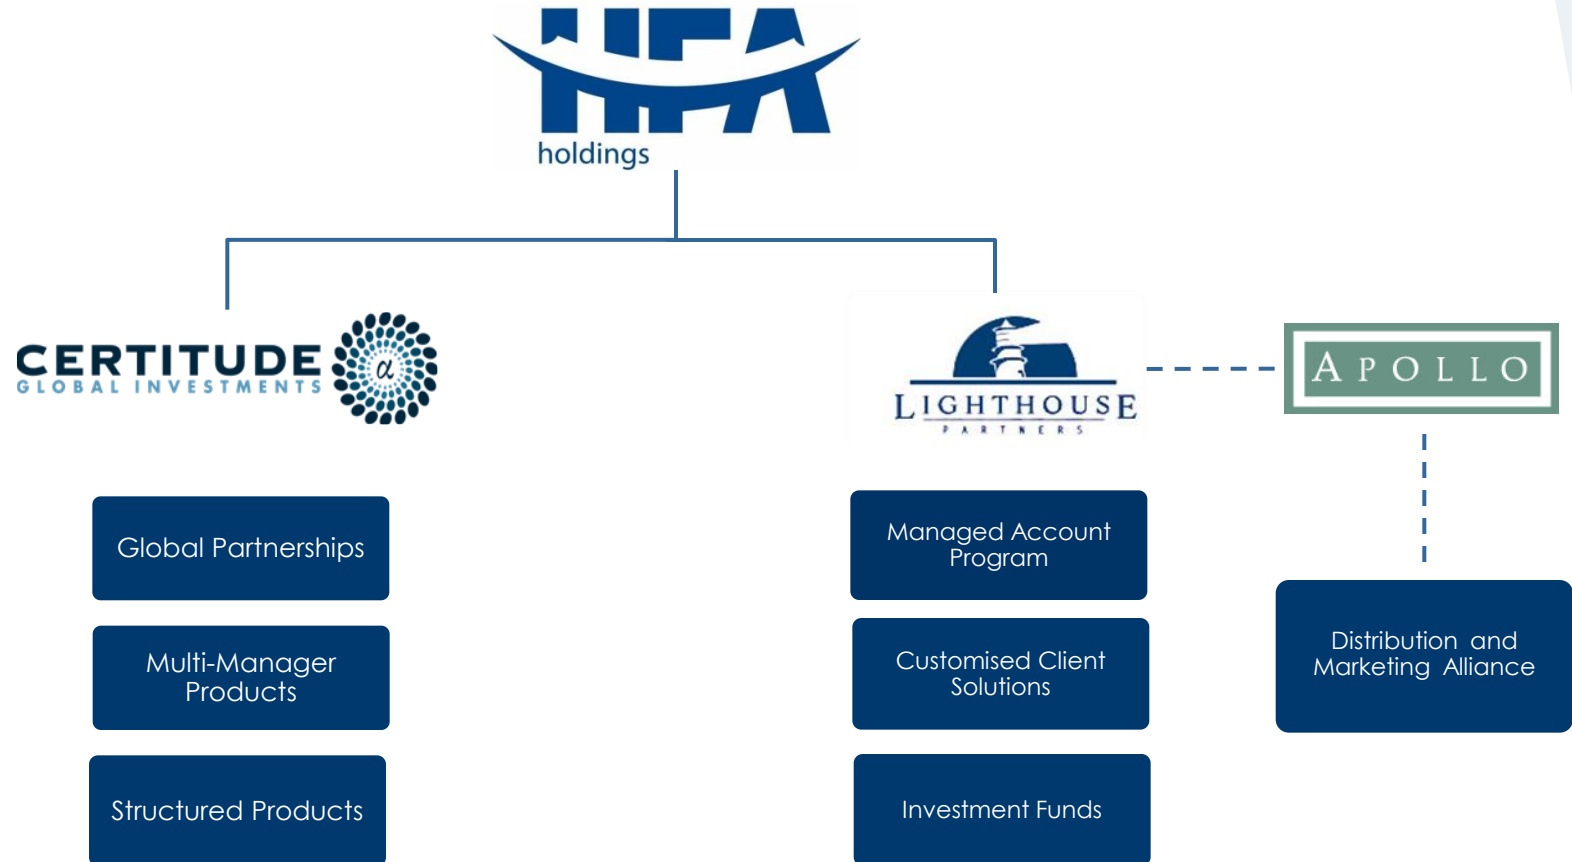 HFA
holdings
CERTITUDE
GLOBAL INVESTMENTS
α
LIGHTHOUSE
PARTNERS
APOLLO
Global Partnerships
Multi-Manager
Products
Structured Products
Managed Account
Program
Customised Client
Solutions
Investment Funds
Distribution and
Marketing Alliance